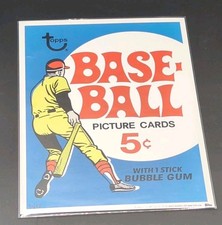 topps
BASE-
BALL
PICTURE CARDS
5¢
WITH 1 STICK
BUBBLE GUM